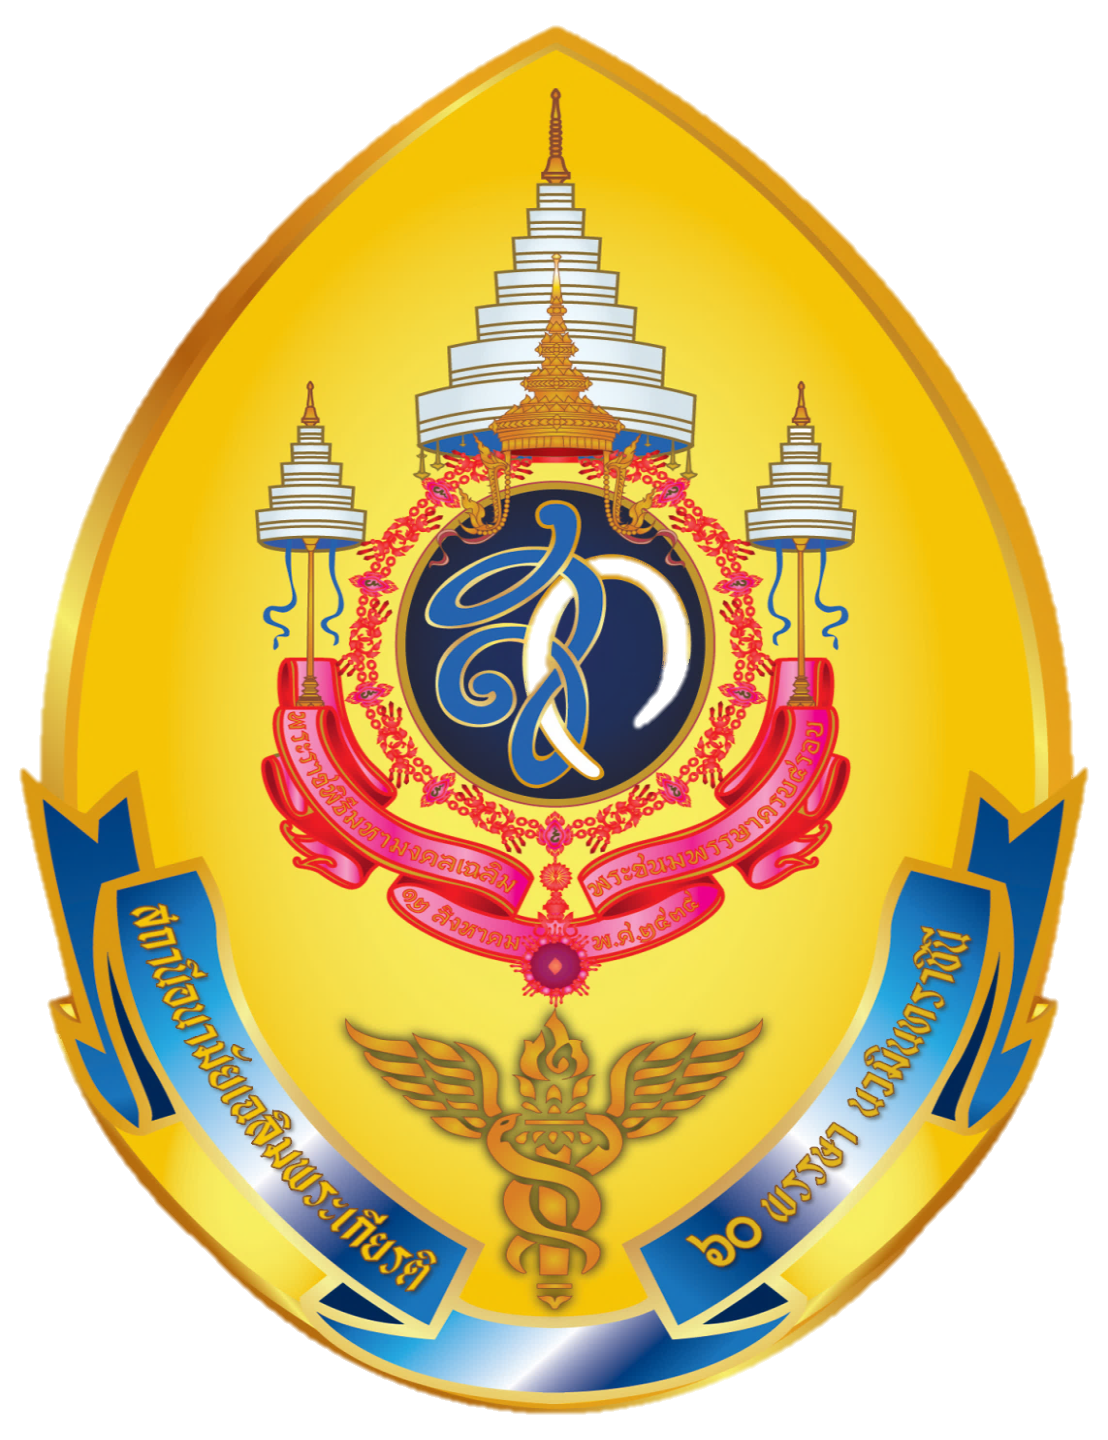 พระราชพิธีมหามงคลเฉลิม
พระชนมพรรษาครบ๕รอบ
๑๒ สิงหาคม
พ.ศ.๒๕๓๕
สถานีอนามัยเฉลิมพระเกียรติ
๖๐ พรรษา นวมินทราชินี